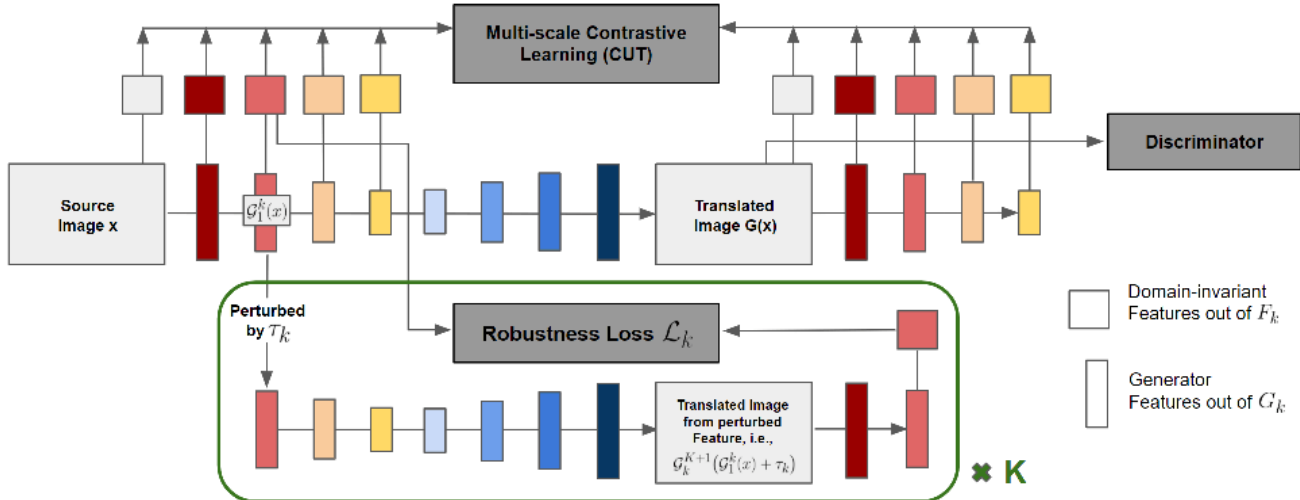 Multi-scale Contrastive
Learning (CUT)
Discriminator
Source
Image x
𝒢₁ᵏ(x)
Translated
Image G(x)
Perturbed
by τₖ
Robustness Loss ℒₖ
Domain-invariant
Features out of Fₖ
Generator
Features out of Gₖ
Translated Image
from perturbed
Feature, i.e.,
𝒢ₖᴷ⁺¹(𝒢₁ᵏ(x) + τₖ)
✖ K